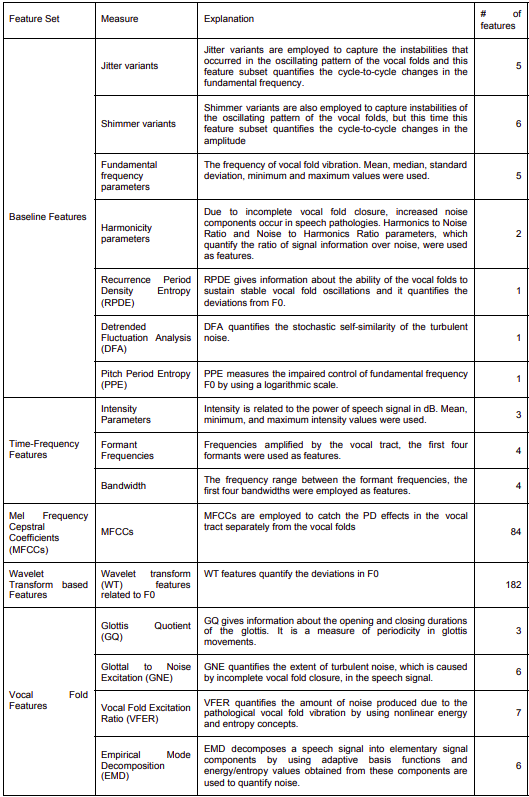 Feature Set Measure Explanation # of
features
Baseline Features
Jitter variants
Jitter variants are employed to capture the instabilities that
occurred in the oscillating pattern of the vocal folds and this
feature subset quantifies the cycle-to-cycle changes in the
fundamental frequency.
5
Shimmer variants
Shimmer variants are also employed to capture instabilities of
the oscillating pattern of the vocal folds, but this time this
feature subset quantifies the cycle-to-cycle changes in the
amplitude
6
Fundamental
frequency
parameters
The frequency of vocal fold vibration. Mean, median, standard
deviation, minimum and maximum values were used.
5
Harmonicity
parameters
Due to incomplete vocal fold closure, increased noise
components occur in speech pathologies. Harmonics to Noise
Ratio and Noise to Harmonics Ratio parameters, which
quantify the ratio of signal information over noise, were used
as features.
2
Recurrence Period
Density Entropy
(RPDE)
RPDE gives information about the ability of the vocal folds to
sustain stable vocal fold oscillations and it quantifies the
deviations from F0.
1
Detrended
Fluctuation Analysis
(DFA)
DFA quantifies the stochastic self-similarity of the turbulent
noise.
1
Pitch Period Entropy
(PPE)
PPE measures the impaired control of fundamental frequency
F0 by using a logarithmic scale.
1
Time-Frequency
Features
Intensity
Parameters
Intensity is related to the power of speech signal in dB. Mean,
minimum, and maximum intensity values were used.
3
Formant
Frequencies
Frequencies amplified by the vocal tract, the first four
formants were used as features.
4
Bandwidth
The frequency range between the formant frequencies, the
first four bandwidths were employed as features.
4
Mel Frequency
Cepstral
Coefficients
(MFCCs)
MFCCs
MFCCs are employed to catch the PD effects in the vocal
tract separately from the vocal folds
84
Wavelet
Transform based
Features
Wavelet transform
(WT) features
related to F0
WT features quantify the deviations in F0
182
Vocal Fold
Features
Glottis Quotient
(GQ)
GQ gives information about the opening and closing durations
of the glottis. It is a measure of periodicity in glottis
movements.
3
Glottal to Noise
Excitation (GNE)
GNE quantifies the extent of turbulent noise, which is caused
by incomplete vocal fold closure, in the speech signal.
6
Vocal Fold Excitation
Ratio (VFER)
VFER quantifies the amount of noise produced due to the
pathological vocal fold vibration by using nonlinear energy
and entropy concepts.
7
Empirical Mode
Decomposition
(EMD)
EMD decomposes a speech signal into elementary signal
components by using adaptive basis functions and
energy/entropy values obtained from these components are
used to quantify noise.
6